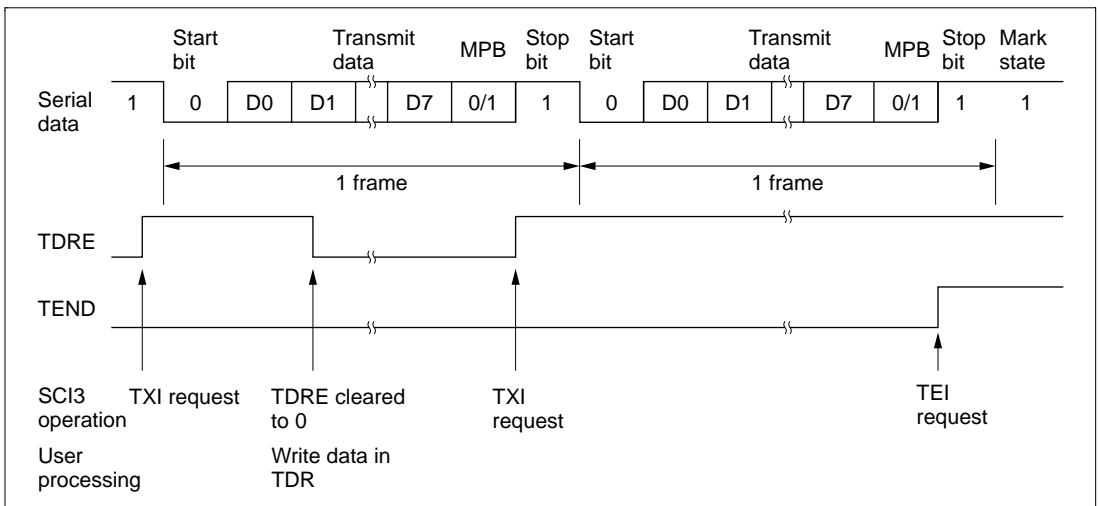 Start bit Transmit data MPB Stop bit Start bit Transmit data MPB Stop bit Mark state
Serial data 1 0 D0 D1 D7 0/1 1 0 D0 D1 D7 0/1 1 1
1 frame 1 frame
TDRE
TEND
SCI3 operation TXI request TDRE cleared to 0 TXI request TEI request
User processing Write data in TDR